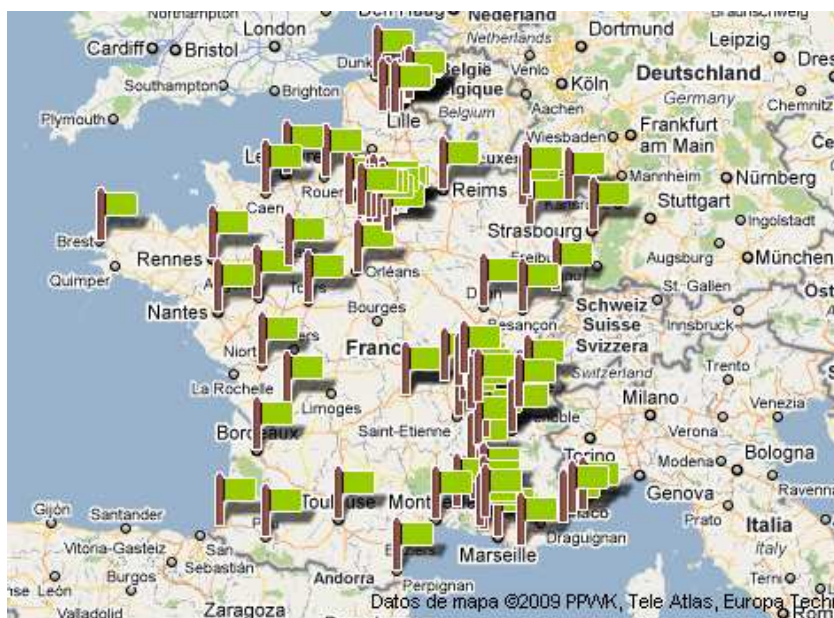 Northampton
Den Haag
Nederland
Netherlands
Dortmund
Braunschweig
Cardiff
Bristol
London
Leipzig
Venlo
Köln
Deutschland
Germany
Southampton
Brighton
België
Belgique
Belgium
Aachen
Chemnitz
Plymouth
Lille
Wiesbaden
Frankfurt
am Main
Caen
Reims
Mannheim
Nürnberg
Brest
Strasbourg
Stuttgart
Ingolstadt
Rennes
Quimper
Orléans
Augsburg
München
Nantes
Tours
Bourges
Besançon
Schweiz
Suisse
Svizzera
St. Gallen
Innsbruck
Niort
La Rochelle
Limoges
Switzerland
Trento
Saint-Etienne
Milano
Venezia
Verona
Bordeaux
Torino
Modena
Bologna
Genova
Ravenna
Gijón
Santander
Toulouse
Prato
Marseille
Draguignan
Italia
Italy
Vitoria-Gasteiz
San
Sebastián
León
Burgos
Andorra
Perpignan
Terni
Valladolid
Zaragoza
Datos de mapa ©2009 PPWK, Tele Atlas, Europa Techn